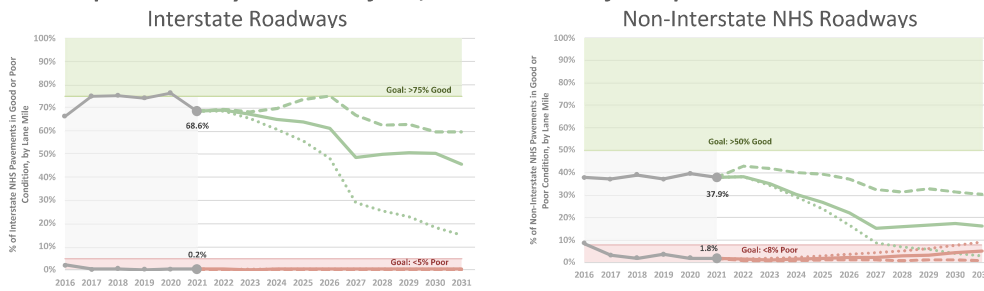 Interstate Roadways
% of Interstate NHS Pavements in Good or Poor
Condition, by Lane Mile
100%
90%
80%
70%
60%
50%
40%
30%
20%
10%
0%
Goal: >75% Good
68.6%
0.2%
Goal: <5% Poor
2016 2017 2018 2019 2020 2021 2022 2023 2024 2025 2026 2027 2028 2029 2030 2031
Non-Interstate NHS Roadways
% of Non-Interstate NHS Pavements in Good or
Poor Condition, by Lane Mile
100%
90%
80%
70%
60%
50%
40%
30%
20%
10%
0%
Goal: >50% Good
37.9%
1.8%
Goal: <8% Poor
2016 2017 2018 2019 2020 2021 2022 2023 2024 2025 2026 2027 2028 2029 2030